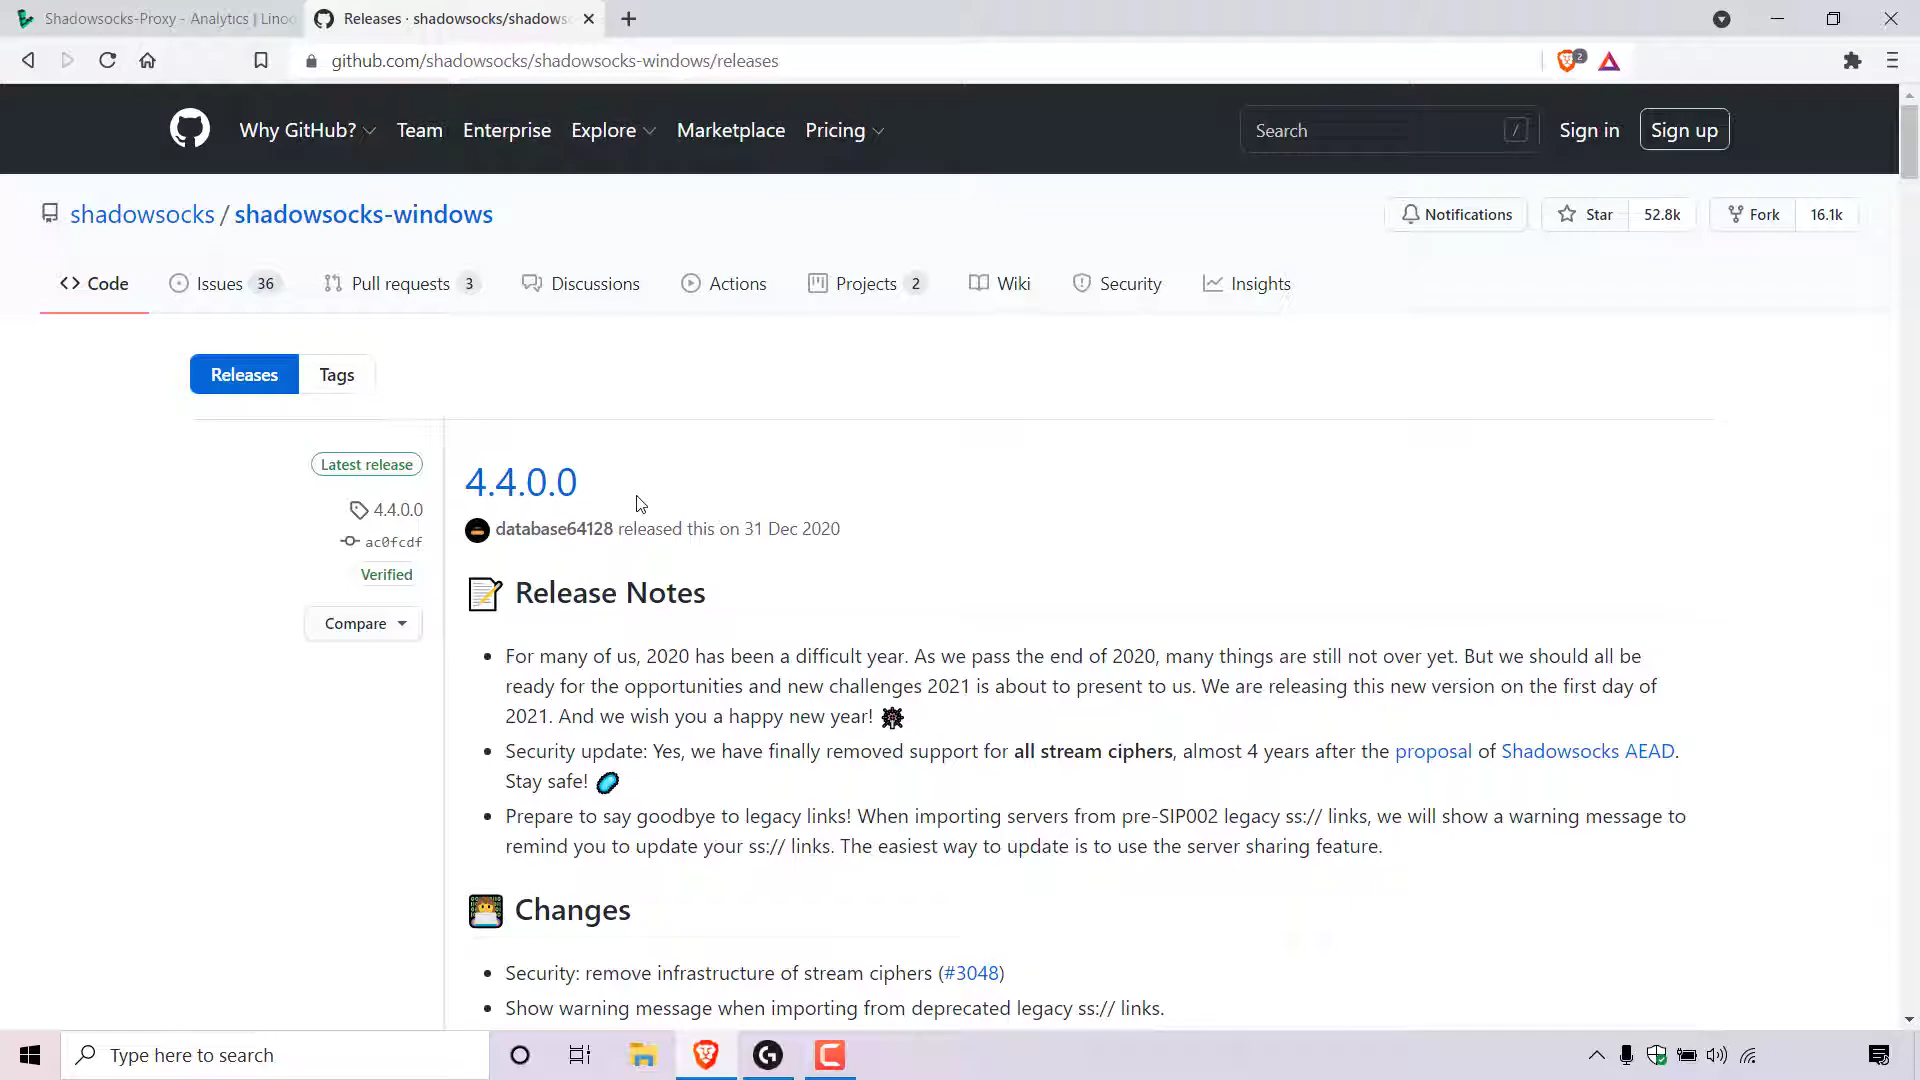 Shadowsocks-Proxy - Analytics | Linod
Releases · shadowsocks/shadowso
github.com/shadowsocks/shadowsocks-windows/releases
2
Why GitHub? Team Enterprise Explore Marketplace Pricing
Search /
Sign in Sign up
shadowsocks / shadowsocks-windows
Notifications Star 52.8k Fork 16.1k
Code Issues 36 Pull requests 3 Discussions Actions Projects 2 Wiki Security Insights
Releases Tags
Latest release
4.4.0.0
ac0fcdf
Verified
Compare
4.4.0.0
database64128 released this on 31 Dec 2020
Release Notes
For many of us, 2020 has been a difficult year. As we pass the end of 2020, many things are still not over yet. But we should all be
ready for the opportunities and new challenges 2021 is about to present to us. We are releasing this new version on the first day of
2021. And we wish you a happy new year!
Security update: Yes, we have finally removed support for all stream ciphers, almost 4 years after the proposal of Shadowsocks AEAD.
Stay safe!
Prepare to say goodbye to legacy links! When importing servers from pre-SIP002 legacy ss:// links, we will show a warning message to
remind you to update your ss:// links. The easiest way to update is to use the server sharing feature.
Changes
Security: remove infrastructure of stream ciphers (#3048)
Show warning message when importing from deprecated legacy ss:// links.
Type here to search